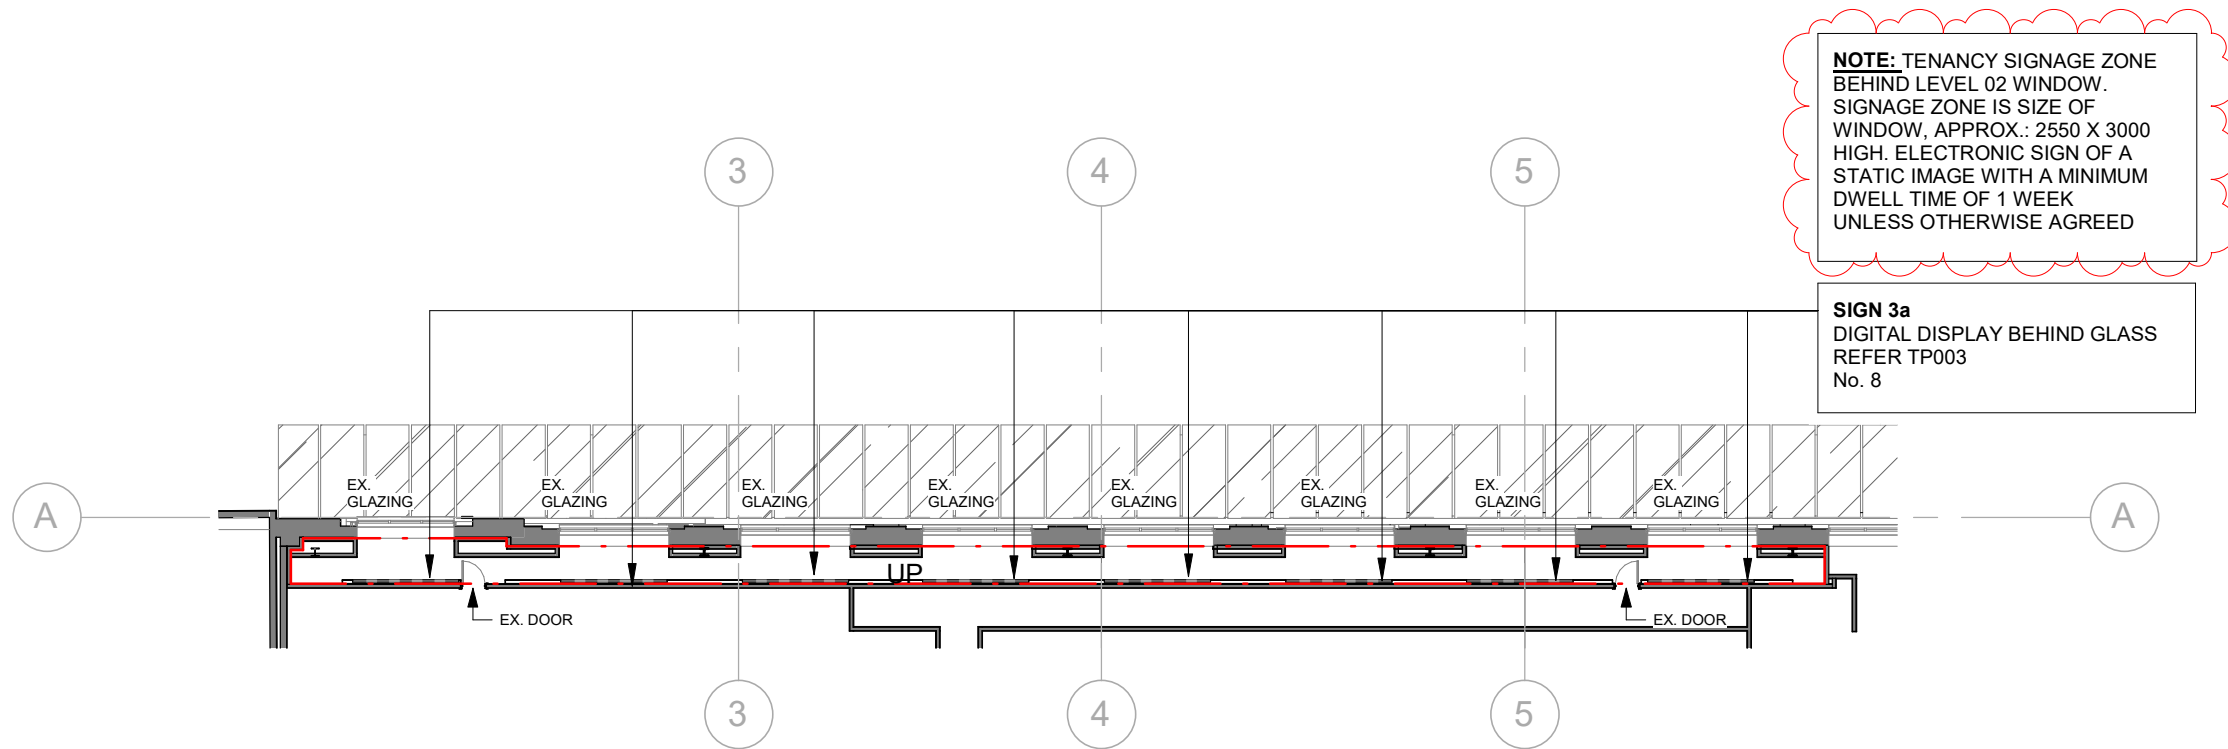 NOTE: TENANCY SIGNAGE ZONE
BEHIND LEVEL 02 WINDOW.
SIGNAGE ZONE IS SIZE OF
WINDOW, APPROX.: 2550 X 3000
HIGH. ELECTRONIC SIGN OF A
STATIC IMAGE WITH A MINIMUM
DWELL TIME OF 1 WEEK
UNLESS OTHERWISE AGREED
3
4
5
SIGN 3a
DIGITAL DISPLAY BEHIND GLASS
REFER TP003
No. 8
EX.
GLAZING
EX.
GLAZING
EX.
GLAZING
EX.
GLAZING
EX.
GLAZING
EX.
GLAZING
EX.
GLAZING
EX.
GLAZING
A
A
UP
EX. DOOR
EX. DOOR
3
4
5